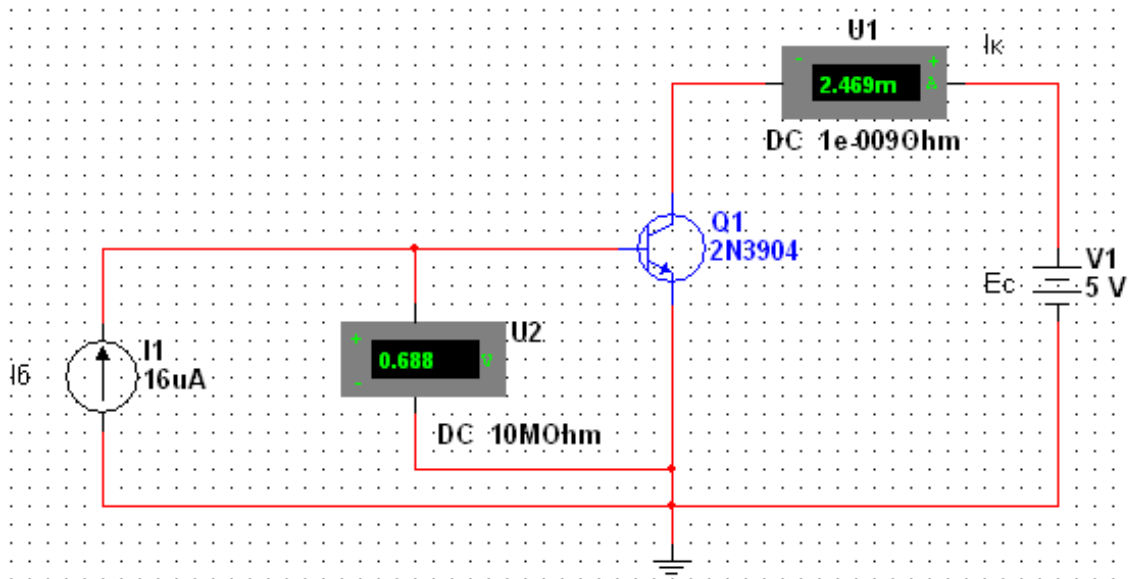 U1
Iк
- +
2.469m A
DC 1e-009Ohm
Q1
2N3904
V1
Ec 5 V
U2
+
0.688 V
-
I1
Iб 16uA
DC 10MOhm